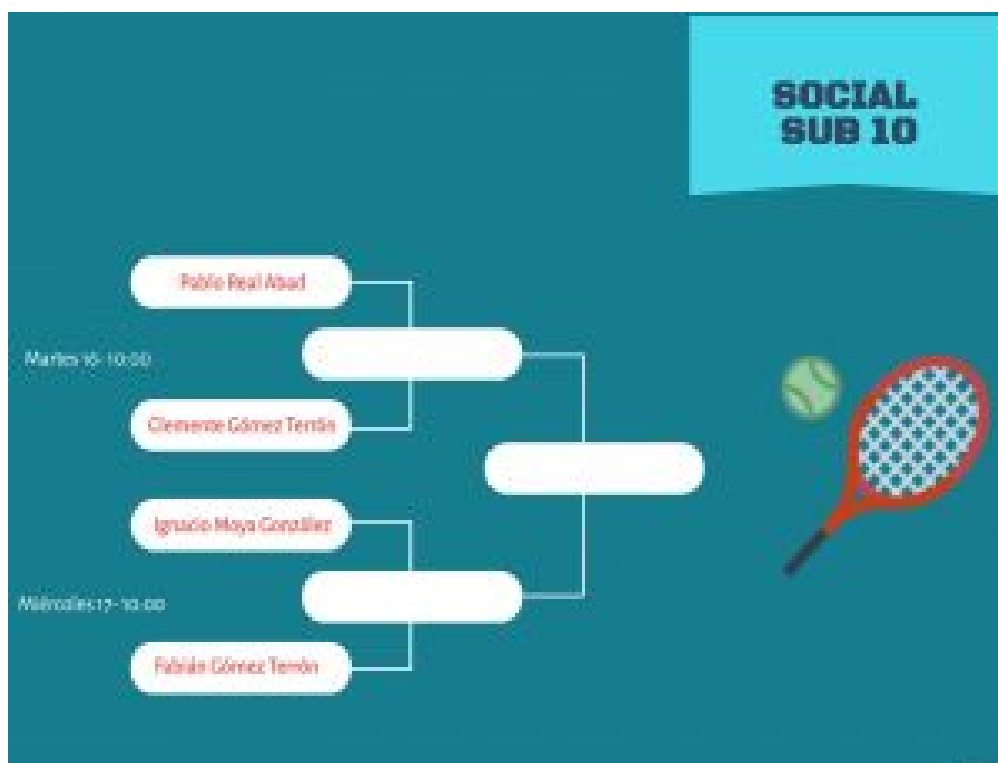 SOCIAL
SUB 10
Pablo Real Abad
Martes 16-10:00
Clemente Gómez Terrón
Ignacio Moya González
Miércoles 17-10:00
Fabián Gómez Terrón